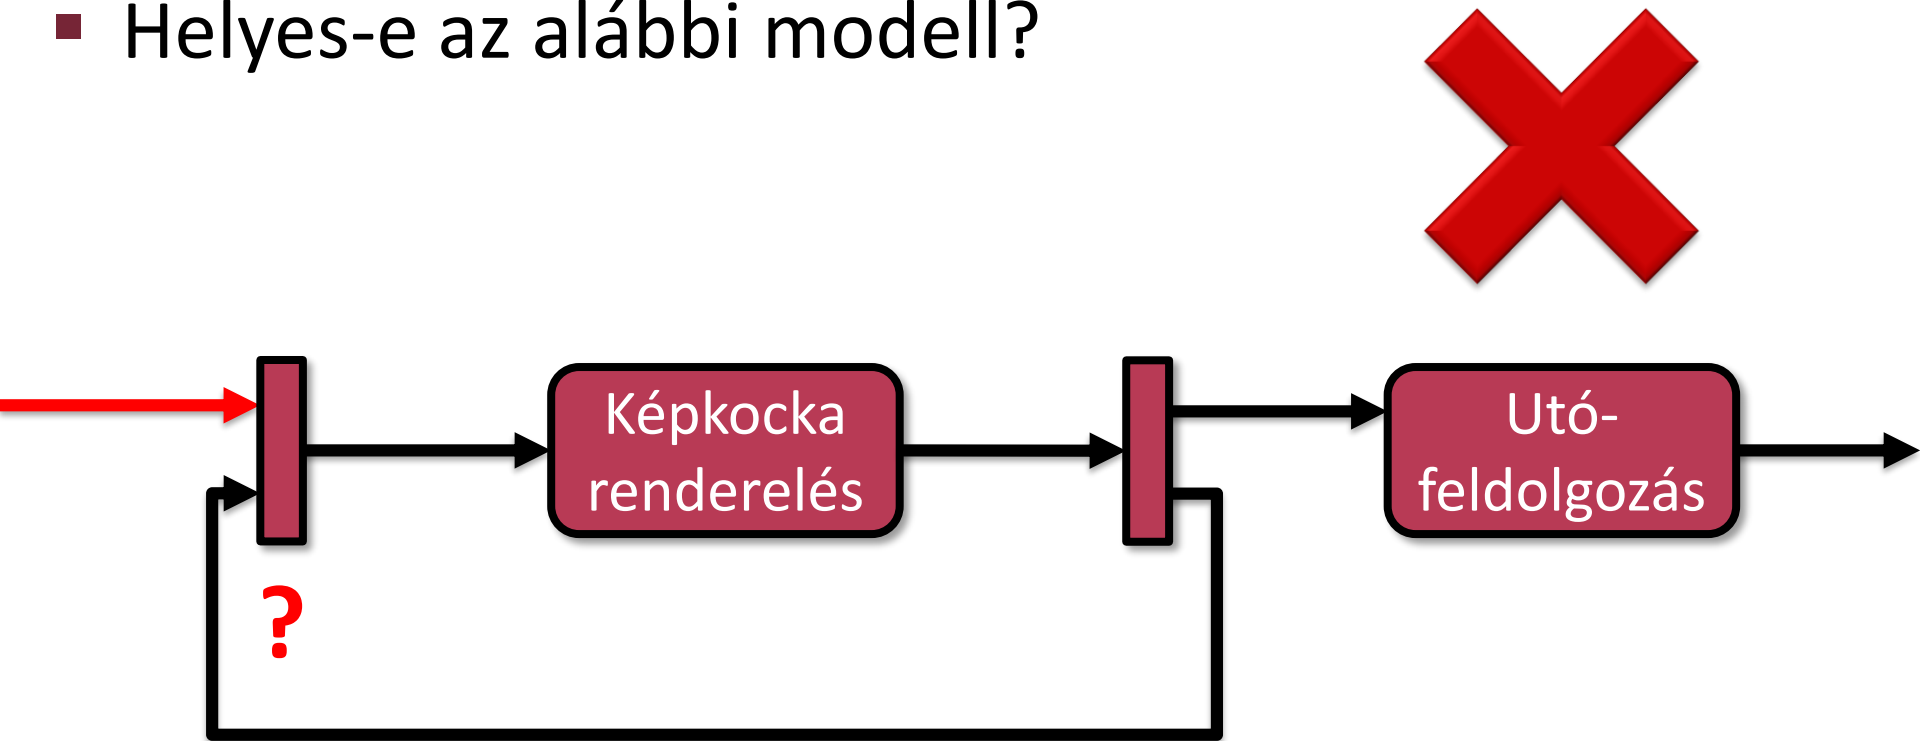 Helyes-e az alábbi modell?
Képkocka
renderelés
Utó-
feldolgozás
?